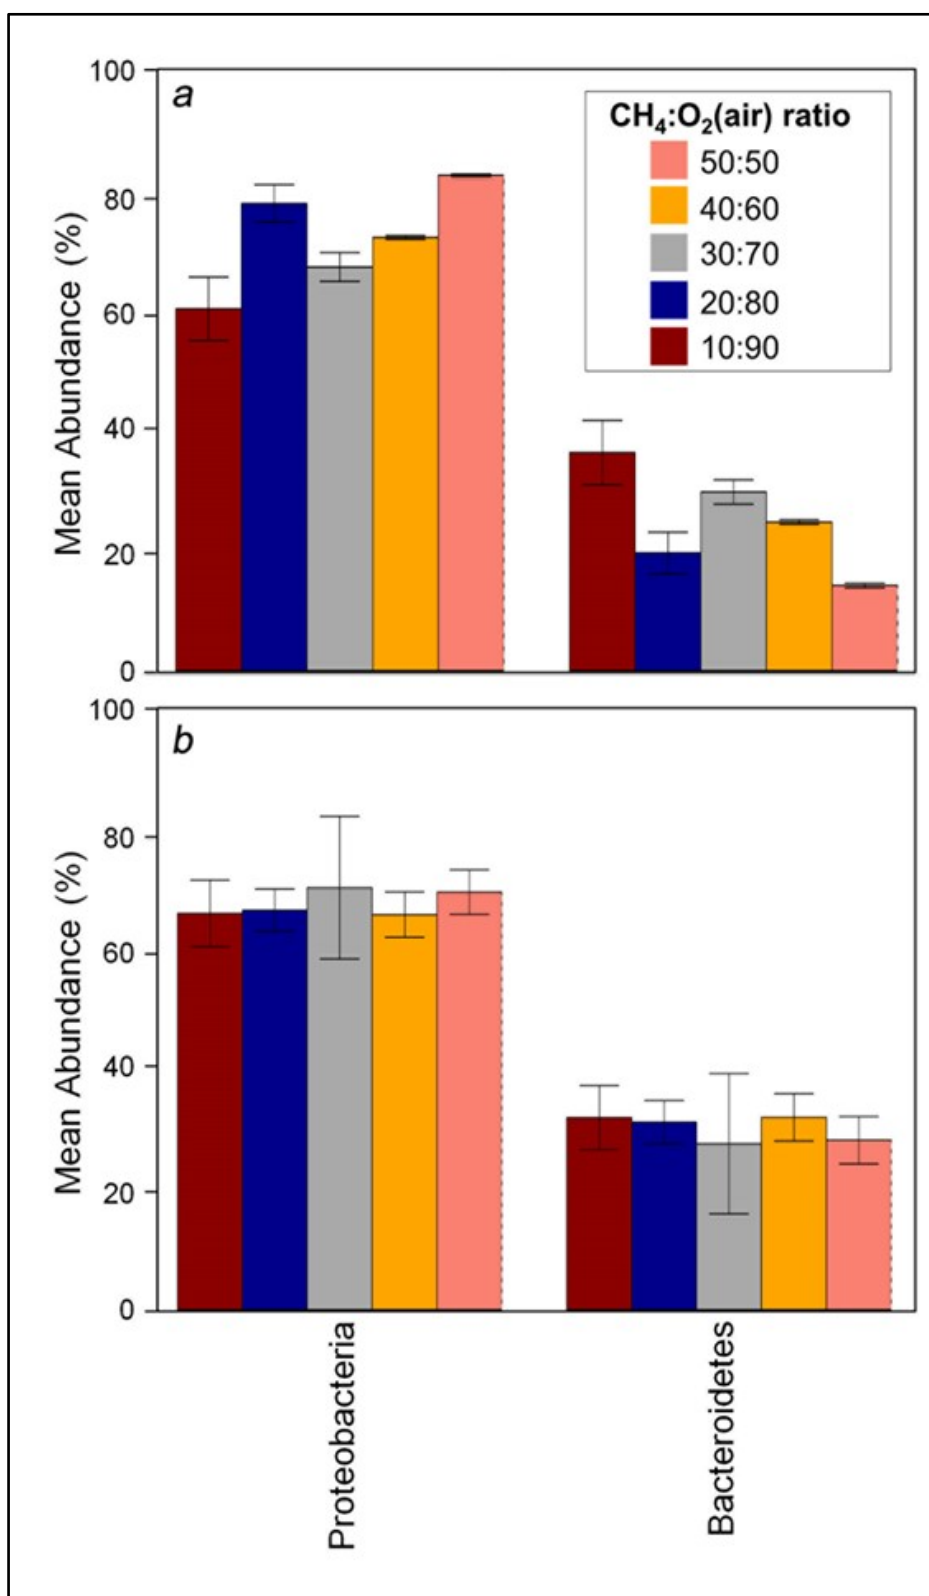 a
CH₄:O₂(air) ratio
50:50
40:60
30:70
20:80
10:90
Mean Abundance (%)
100
80
60
40
20
0
b
Mean Abundance (%)
100
80
60
40
20
0
Proteobacteria
Bacteroidetes